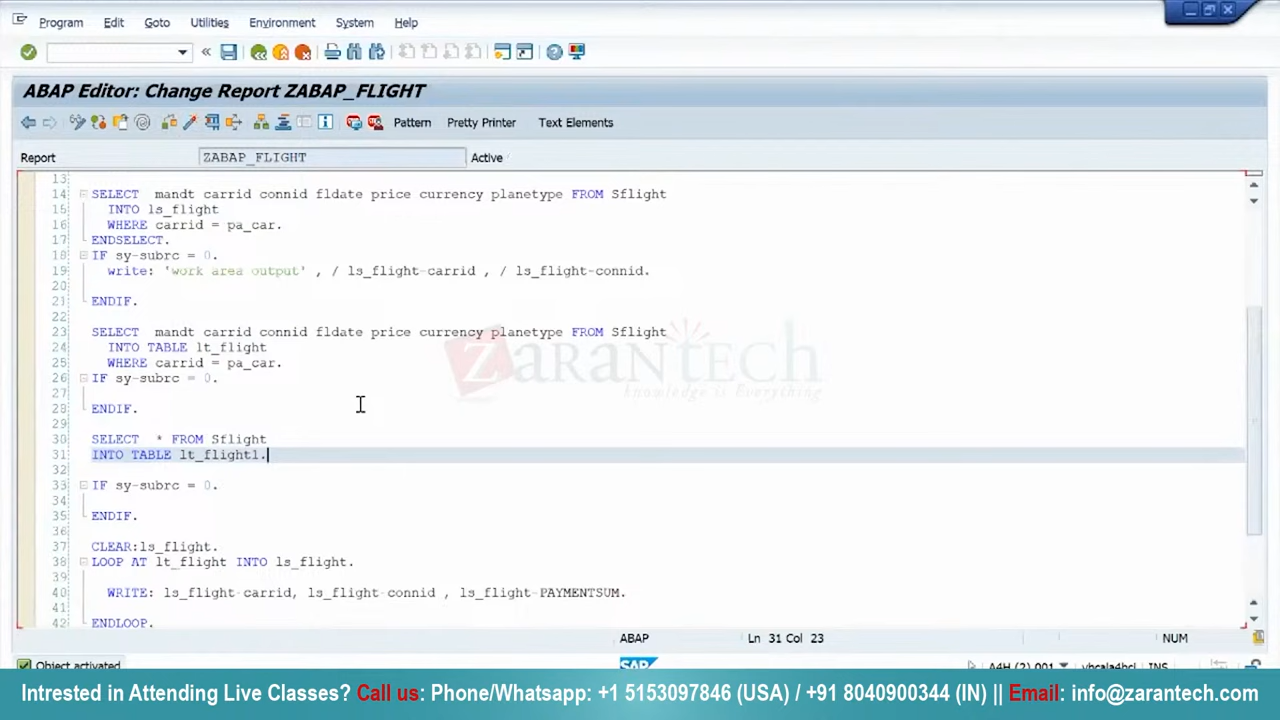 Program Edit Goto Utilities Environment System Help
ABAP Editor: Change Report ZABAP_FLIGHT
Pattern Pretty Printer Text Elements
Report ZABAP_FLIGHT Active
13
14 SELECT mandt carrid connid fldate price currency planetype FROM Sflight
15 INTO ls_flight
16 WHERE carrid = pa_car.
17 ENDSELECT.
18 IF sy-subrc = 0.
19 write: 'work area output' , / ls_flight-carrid , / ls_flight-connid.
20
21 ENDIF.
22
23 SELECT mandt carrid connid fldate price currency planetype FROM Sflight
24 INTO TABLE lt_flight
25 WHERE carrid = pa_car.
26 IF sy-subrc = 0.
27
28 ENDIF.
29
30 SELECT * FROM Sflight
31 INTO TABLE lt_flight1.
32
33 IF sy-subrc = 0.
34
35 ENDIF.
36
37 CLEAR:ls_flight.
38 LOOP AT lt_flight INTO ls_flight.
39
40 WRITE: ls_flight-carrid, ls_flight-connid , ls_flight-PAYMENTSUM.
41
42 ENDLOOP.
zarantech
knowledge is Everything
ABAP Ln 31 Col 23 NUM
Object activated SAP A4H (2) 001 vhcala4hci INS
Intrested in Attending Live Classes? Call us: Phone/Whatsapp: +1 5153097846 (USA) / +91 8040900344 (IN) || Email: info@zarantech.com